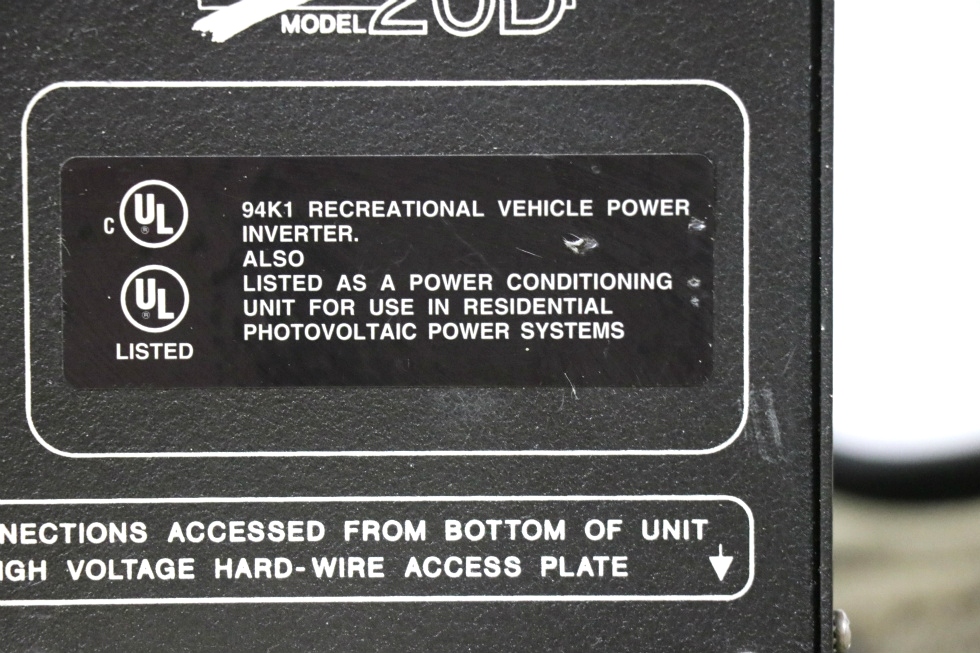 MODEL 20D
C UL ®
94K1 RECREATIONAL VEHICLE POWER
INVERTER.
ALSO
LISTED AS A POWER CONDITIONING
UNIT FOR USE IN RESIDENTIAL
PHOTOVOLTAIC POWER SYSTEMS
UL ®
LISTED
NECTIONS ACCESSED FROM BOTTOM OF UNIT
IGH VOLTAGE HARD-WIRE ACCESS PLATE